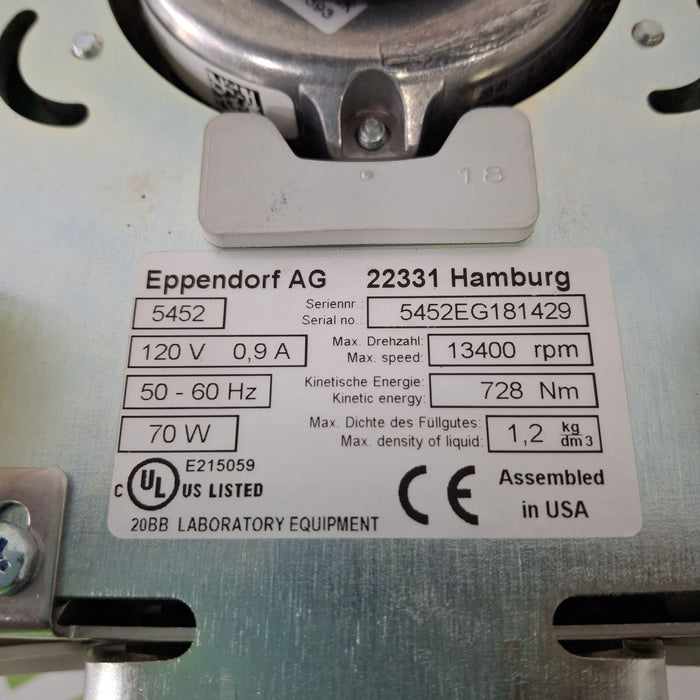 18
Eppendorf AG 22331 Hamburg
5452
Seriennr.:
Serial no.:
5452EG181429
120 V 0,9 A
Max. Drehzahl:
Max. speed:
13400 rpm
50 - 60 Hz
Kinetische Energie:
Kinetic energy:
728 Nm
70 W
Max. Dichte des Füllgutes:
Max. density of liquid:
1,2 kg
dm3
E215059
C UL US LISTED
20BB LABORATORY EQUIPMENT
CE
Assembled
in USA